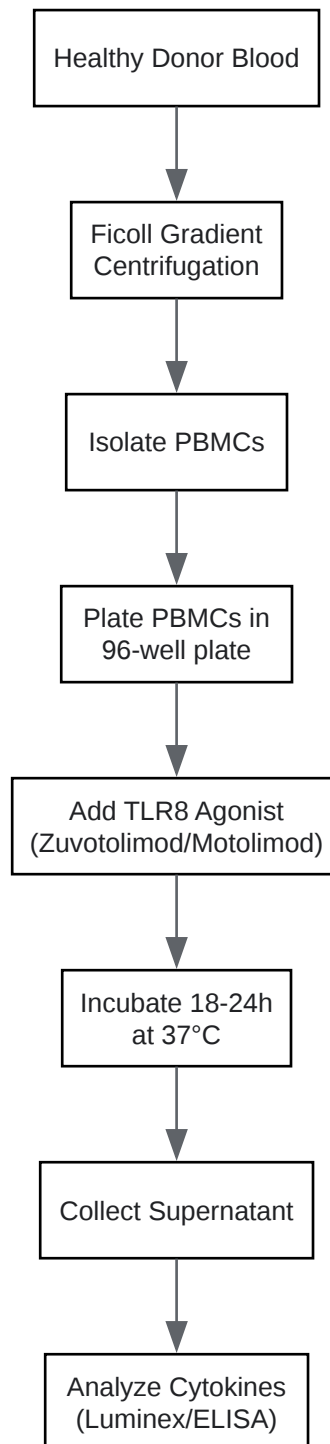 Healthy Donor Blood
Ficoll Gradient
Centrifugation
Isolate PBMCs
Plate PBMCs in
96-well plate
Add TLR8 Agonist
(Zuvotolimod/Motolimod)
Incubate 18-24h
at 37°C
Collect Supernatant
Analyze Cytokines
(Luminex/ELISA)